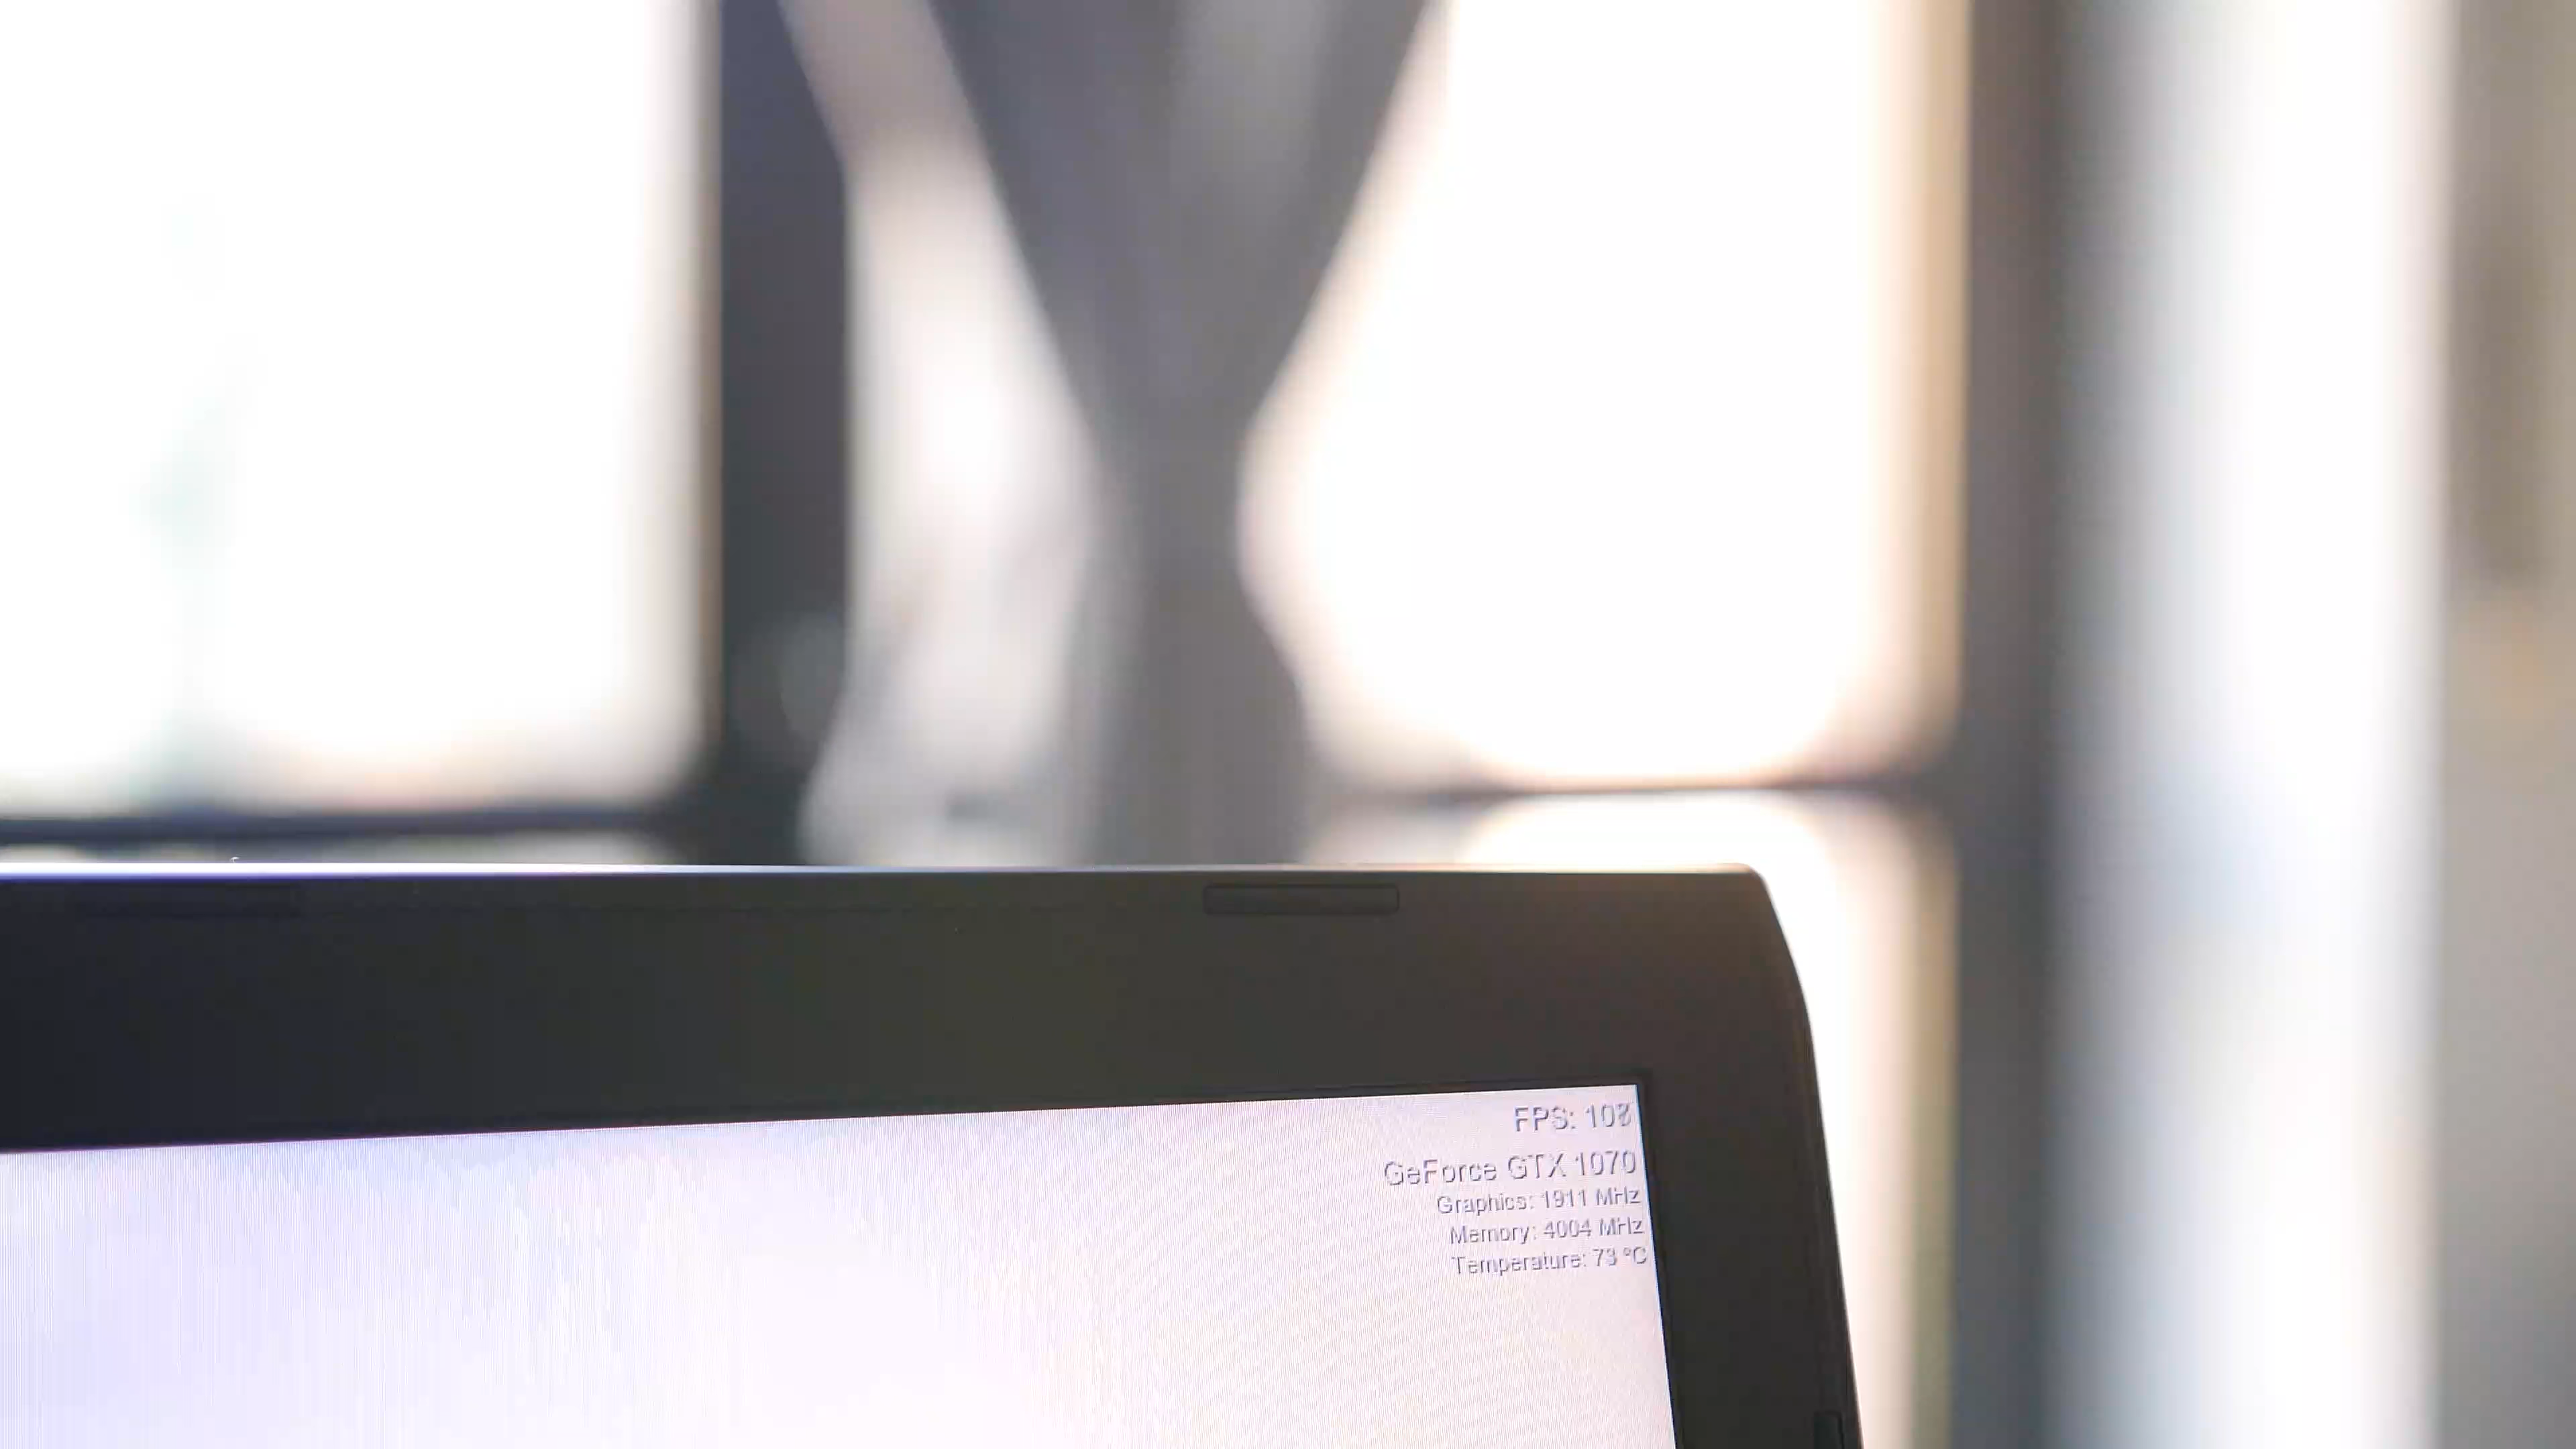 FPS:
GeForce GTX 1070
Graphics: 1911 MHz
Memory: 4004 MHz
Temperature: 73 °C